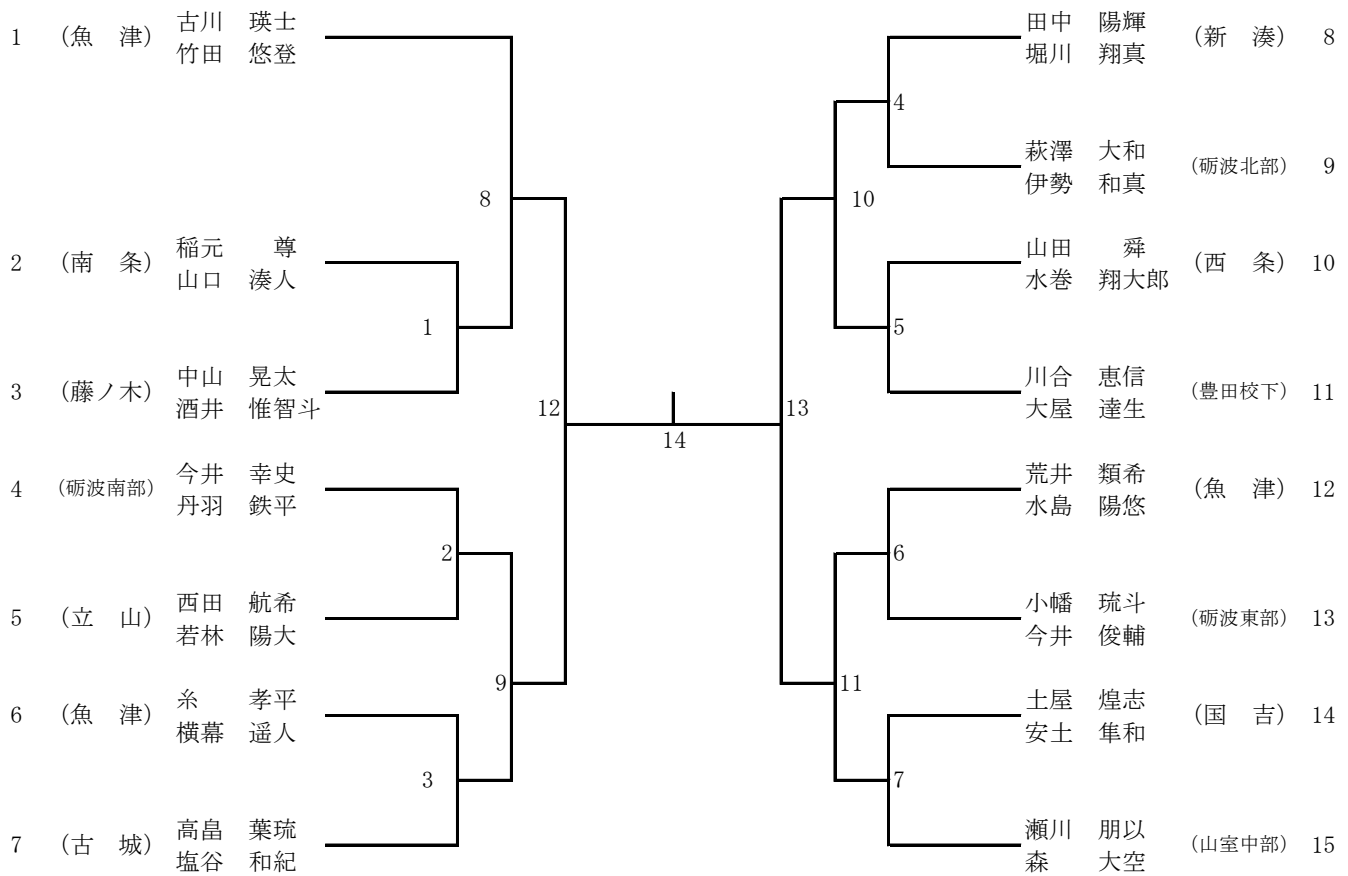 1 （魚　津） 古川　瑛士
竹田　悠登
2 （南　条） 稲元　　尊
山口　湊人
3 （藤ノ木） 中山　晃太
酒井　惟智斗
4 （砺波南部） 今井　幸史
丹羽　鉄平
5 （立　山） 西田　航希
若林　陽大
6 （魚　津） 糸　　孝平
横幕　遥人
7 （古　城） 高畠　葉琉
塩谷　和紀
8
1
2
9
3
12
14
13
4
10
5
6
11
7
田中　陽輝 （新　湊） 8
堀川　翔真
萩澤　大和 （砺波北部） 9
伊勢　和真
山田　　舜 （西　条） 10
水巻　翔大郎
川合　恵信 （豊田校下） 11
大屋　達生
荒井　類希 （魚　津） 12
水島　陽悠
小幡　琉斗 （砺波東部） 13
今井　俊輔
土屋　煌志 （国　吉） 14
安土　隼和
瀬川　朋以 （山室中部） 15
森　　大空